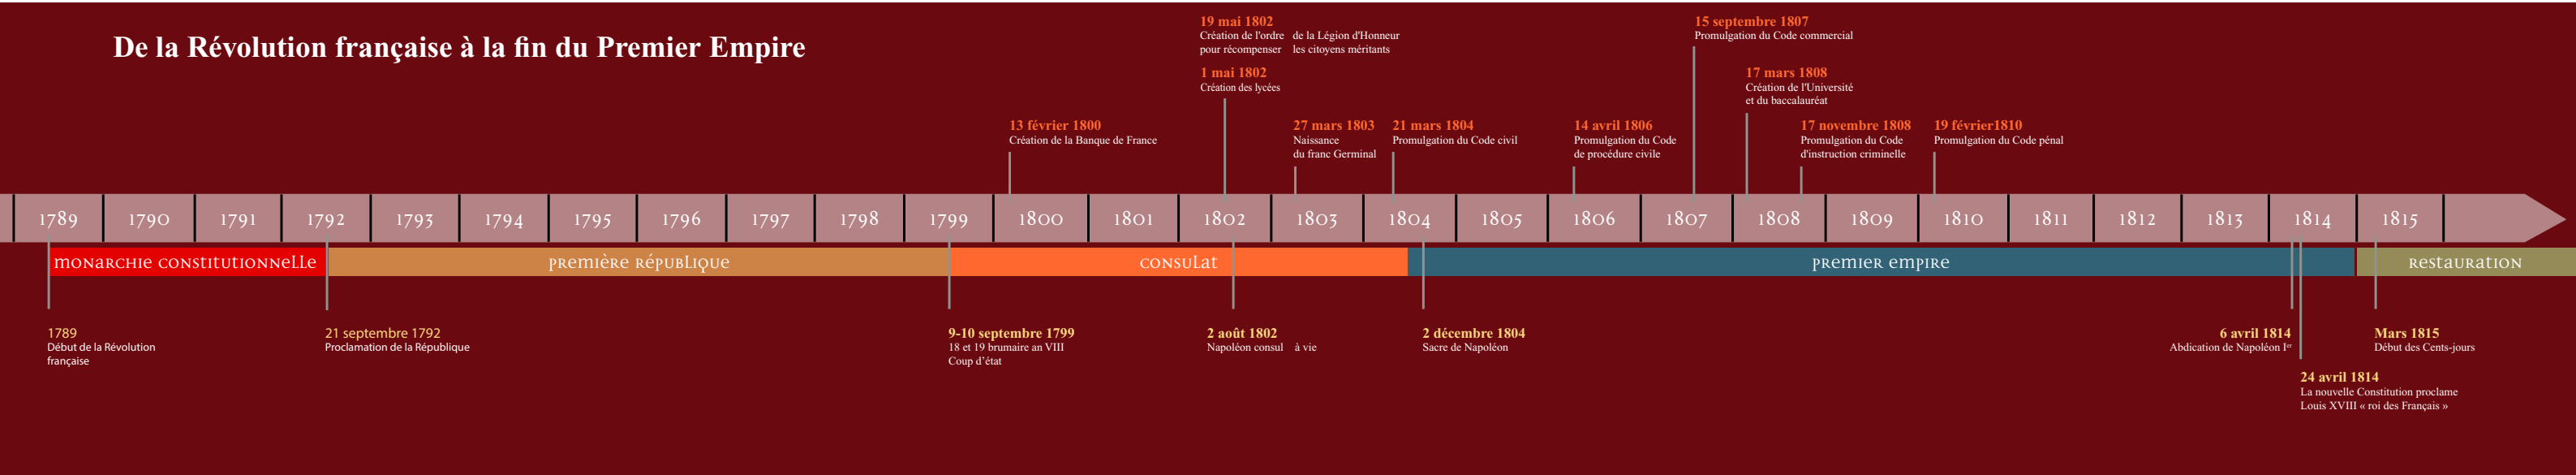 De la Révolution française à la fin du Premier Empire
19 mai 1802
Création de l'ordre de la Légion d'Honneur
pour récompenser les citoyens méritants
1 mai 1802
Création des lycées
15 septembre 1807
Promulgation du Code commercial
17 mars 1808
Création de l'Université
et du baccalauréat
13 février 1800
Création de la Banque de France
27 mars 1803
Naissance
du franc Germinal
21 mars 1804
Promulgation du Code civil
14 avril 1806
Promulgation du Code
de procédure civile
17 novembre 1808
Promulgation du Code
d'instruction criminelle
19 février1810
Promulgation du Code pénal
1789 1790 1791 1792 1793 1794 1795 1796 1797 1798 1799 1800 1801 1802 1803 1804 1805 1806 1807 1808 1809 1810 1811 1812 1813 1814 1815
monarchie constitutionnelle première république consulat premier empire restauration
1789
Début de la Révolution
française
21 septembre 1792
Proclamation de la République
9-10 septembre 1799
18 et 19 brumaire an VIII
Coup d'état
2 août 1802
Napoléon consul à vie
2 décembre 1804
Sacre de Napoléon
6 avril 1814
Abdication de Napoléon Ier
24 avril 1814
La nouvelle Constitution proclame
Louis XVIII « roi des Français »
Mars 1815
Début des Cents-jours